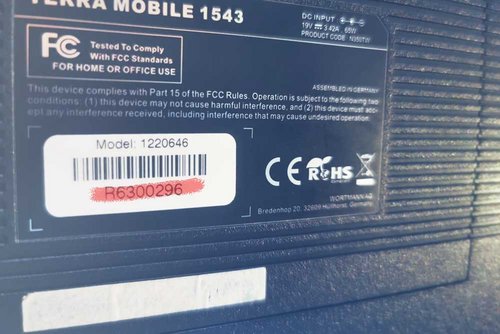 TERRA MOBILE 1543
DC INPUT
19V 3.42A 65W
PRODUCT CODE N350TW
FCC Tested To Comply
With FCC Standards
FOR HOME OR OFFICE USE
ASSEMBLED IN GERMANY
This device complies with Part 15 of the FCC Rules. Operation is subject to the following two
conditions: (1) this device may not cause harmful interference, and (2) this device must acc-
ept any interference received, including interference that may cause undesired operation.
Model: 1220646
R6300296
CE RoHS
WORTMANN AG
Bredenhop 20, 32609 Hüllhorst, Germany